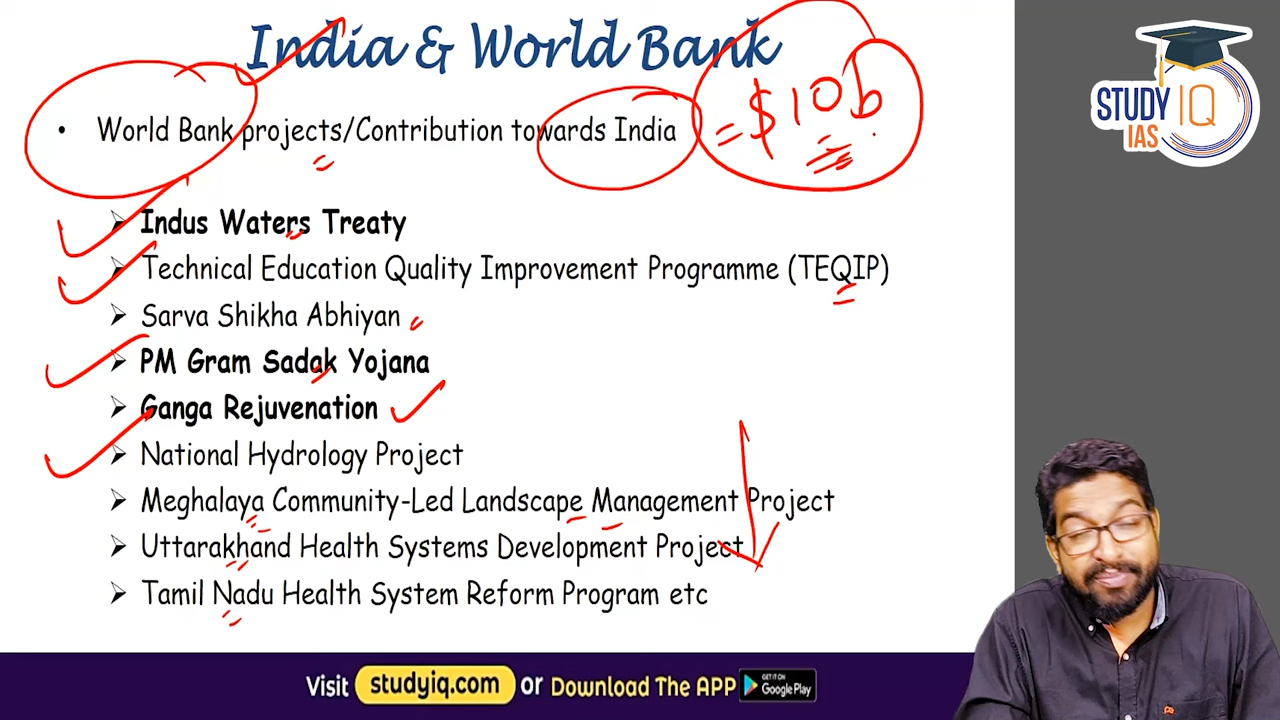 India & World Bank
= $10b
STUDY IQ
IAS
• World Bank projects/Contribution towards India
➢ Indus Waters Treaty
➢ Technical Education Quality Improvement Programme (TEQIP)
➢ Sarva Shikha Abhiyan
➢ PM Gram Sadak Yojana
➢ Ganga Rejuvenation
➢ National Hydrology Project
➢ Meghalaya Community-Led Landscape Management Project
➢ Uttarakhand Health Systems Development Project
➢ Tamil Nadu Health System Reform Program etc
Visit studyiq.com or Download The APP GET IT ON Google Play